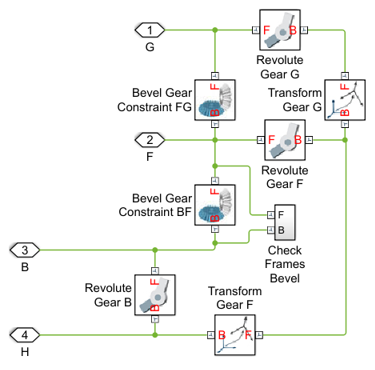 1
G
F
B
Revolute
Gear G
F
B
Bevel Gear
Constraint FG
F
B
Transform
Gear G
2
F
F
B
Revolute
Gear F
F
B
Bevel Gear
Constraint BF
F
B
Check
Frames
Bevel
3
B
F
B
Revolute
Gear B
Transform
Gear F
B
F
4
H